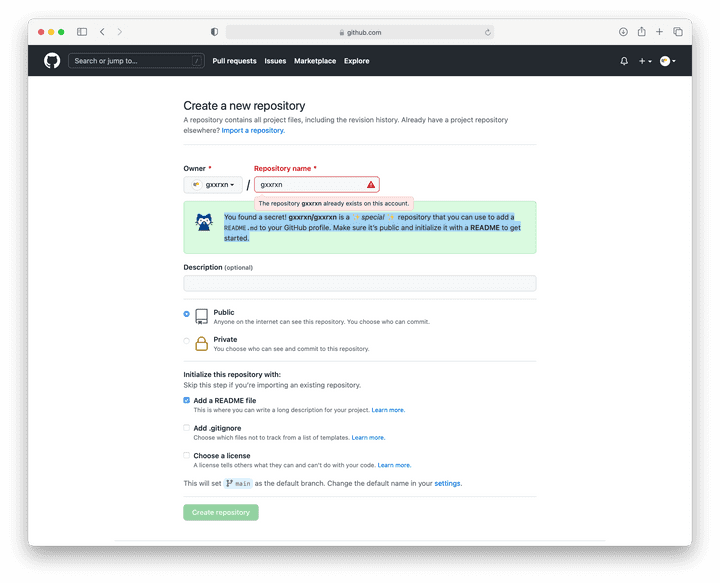 github.com
Search or jump to... /
Pull requests Issues Marketplace Explore
Create a new repository
A repository contains all project files, including the revision history. Already have a project repository
elsewhere? Import a repository.
Owner * Repository name *
gxxrxn / gxxrxn
The repository gxxrxn already exists on this account.
You found a secret! gxxrxn/gxxrxn is a ✨ special ✨ repository that you can use to add a
README.md to your GitHub profile. Make sure it's public and initialize it with a README to get
started.
Description (optional)
Public
Anyone on the internet can see this repository. You choose who can commit.
Private
You choose who can see and commit to this repository.
Initialize this repository with:
Skip this step if you're importing an existing repository.
Add a README file
This is where you can write a long description for your project. Learn more.
Add .gitignore
Choose which files not to track from a list of templates. Learn more.
Choose a license
A license tells others what they can and can't do with your code. Learn more.
This will set main as the default branch. Change the default name in your settings.
Create repository